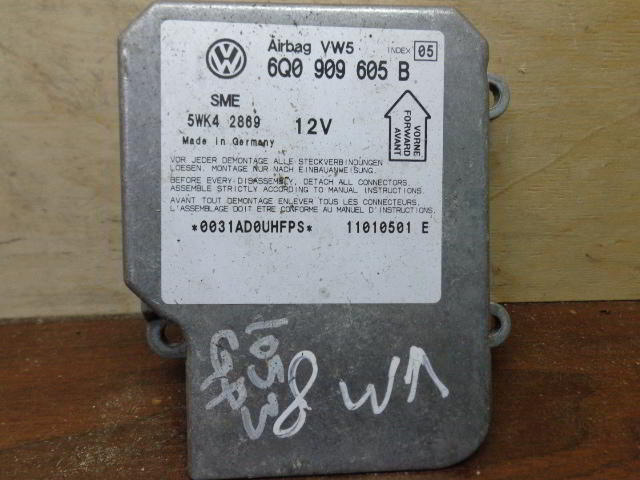 Airbag VW5 INDEX 05
6Q0 909 605 B
SME
5WK4 2869 12V
Made in Germany
VORNE
FORWARD
AVANT
VOR JEDER DEMONTAGE ALLE STECKVERBINDUNGEN
LOESEN. MONTAGE NUR NACH EINBAUANWEISUNG.
BEFORE EVERY DISASSEMBLY, DETACH ALL CONNECTORS.
ASSEMBLE STRICTLY ACCORDING TO MANUAL INSTRUCTIONS.
AVANT TOUT DEMONTAGE ENLEVER TOUS LES CONNECTEURS.
L'ASSEMBLAGE DOIT ETRE CONFORME AU MANUEL D'INSTRUCTIONS.
*0031AD0UHFPS* 11010501 E